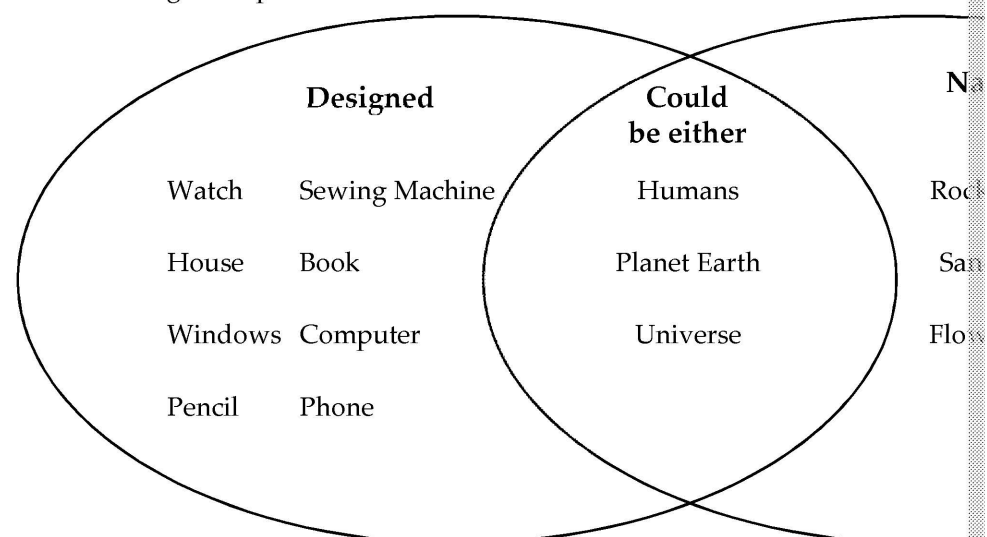 Designed
Could
be either
Watch Sewing Machine Humans
House Book Planet Earth
Windows Computer Universe
Pencil Phone